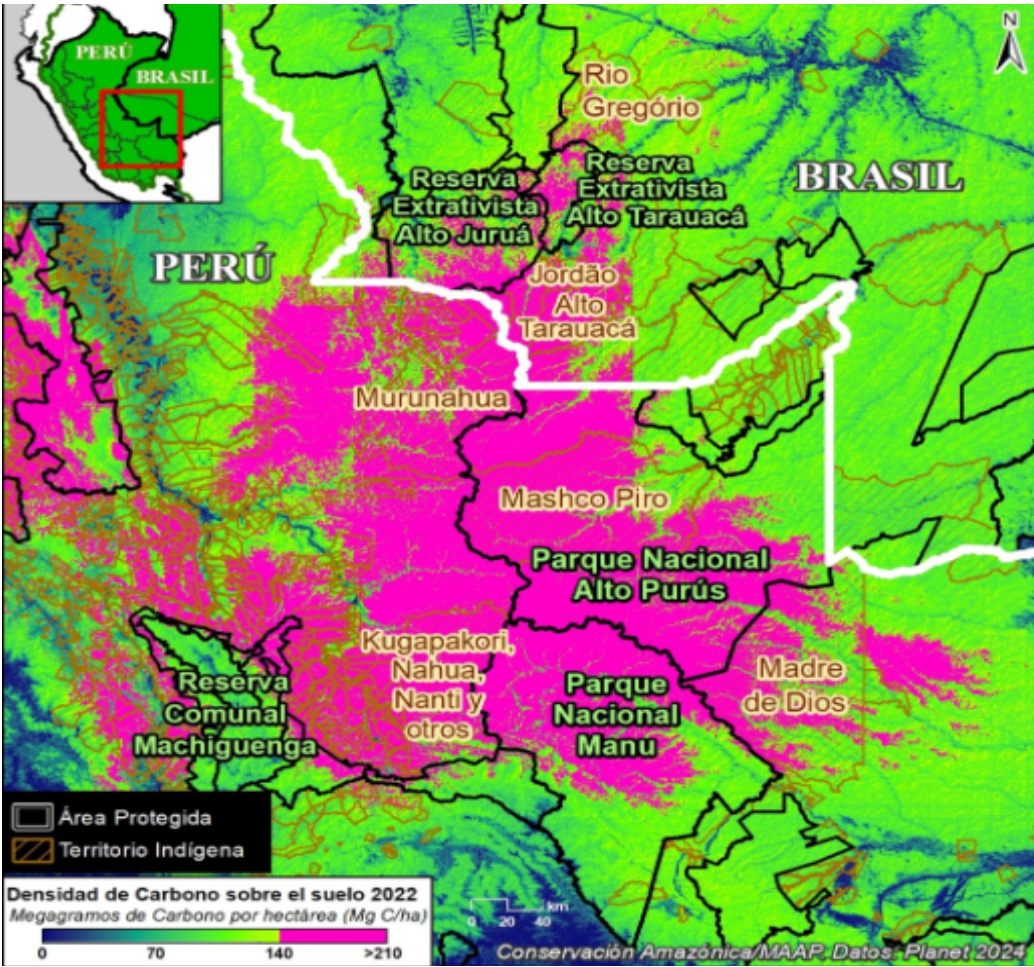 PERÚ
BRASIL
N
Rio
Gregório
Reserva
Extrativista
Alto Juruá
Reserva
Extrativista
Alto Tarauacá
BRASIL
PERÚ
Jordão
Alto
Tarauacá
Murunahua
Mashco Piro
Parque Nacional
Alto Purús
Kugapakori,
Nahua,
Nanti y
otros
Reserva
Comunal
Machiguenga
Parque
Nacional
Manu
Madre
de Dios
Área Protegida
Territorio Indígena
Densidad de Carbono sobre el suelo 2022
Megagramos de Carbono por hectárea (Mg C/ha)
0 70 140 >210
km
0 20 40
Conservación Amazónica/MAAP. Datos: Planet 2024